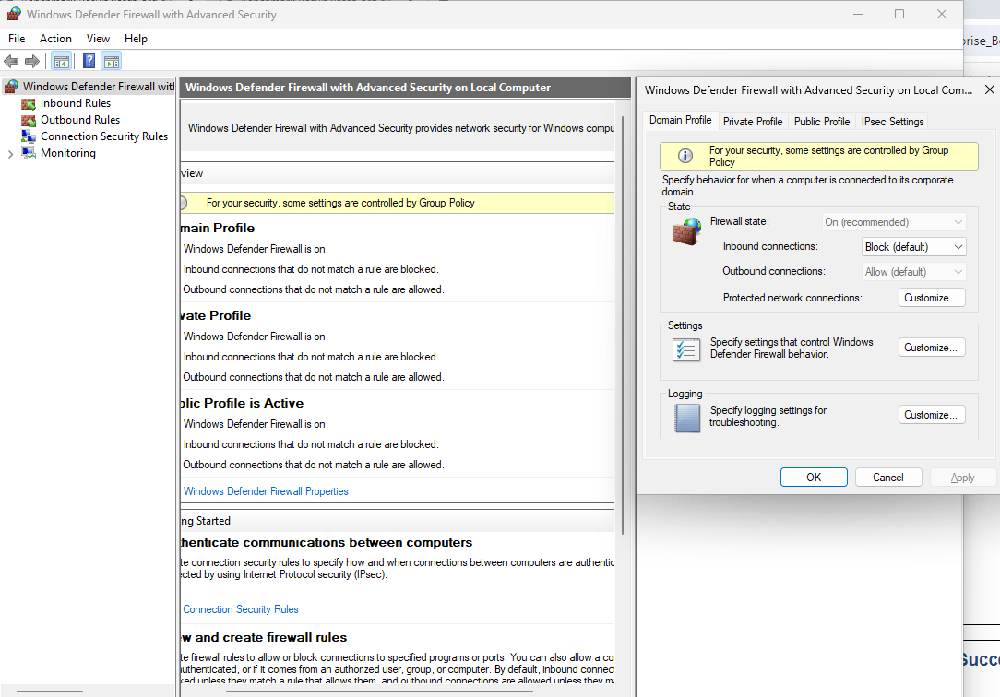 Windows Defender Firewall with Advanced Security
File Action View Help
Windows Defender Firewall wit
Inbound Rules
Outbound Rules
Connection Security Rules
Monitoring
Windows Defender Firewall with Advanced Security on Local Computer
Windows Defender Firewall with Advanced Security provides network security for Windows compu
view
For your security, some settings are controlled by Group Policy
main Profile
Windows Defender Firewall is on.
Inbound connections that do not match a rule are blocked.
Outbound connections that do not match a rule are allowed.
vate Profile
Windows Defender Firewall is on.
Inbound connections that do not match a rule are blocked.
Outbound connections that do not match a rule are allowed.
blic Profile is Active
Windows Defender Firewall is on.
Inbound connections that do not match a rule are blocked.
Outbound connections that do not match a rule are allowed.
Windows Defender Firewall Properties
ng Started
thenticate communications between computers
te connection security rules to specify how and when connections between computers are authentic
cted by using Internet Protocol security (IPsec).
Connection Security Rules
w and create firewall rules
te firewall rules to allow or block connections to specified programs or ports. You can also allow a co
uthenticated, or if it comes from an authorized user, group, or computer. By default, inbound connec
ked unless they match a rule that allows them, and outbound connections are allowed unless they m
Windows Defender Firewall with Advanced Security on Local Com...
Domain Profile Private Profile Public Profile IPsec Settings
For your security, some settings are controlled by Group
Policy
Specify behavior for when a computer is connected to its corporate
domain.
State
Firewall state: On (recommended)
Inbound connections: Block (default)
Outbound connections: Allow (default)
Protected network connections: Customize...
Settings
Specify settings that control Windows
Defender Firewall behavior.
Customize...
Logging
Specify logging settings for
troubleshooting.
Customize...
OK Cancel Apply
orise_B
Succe